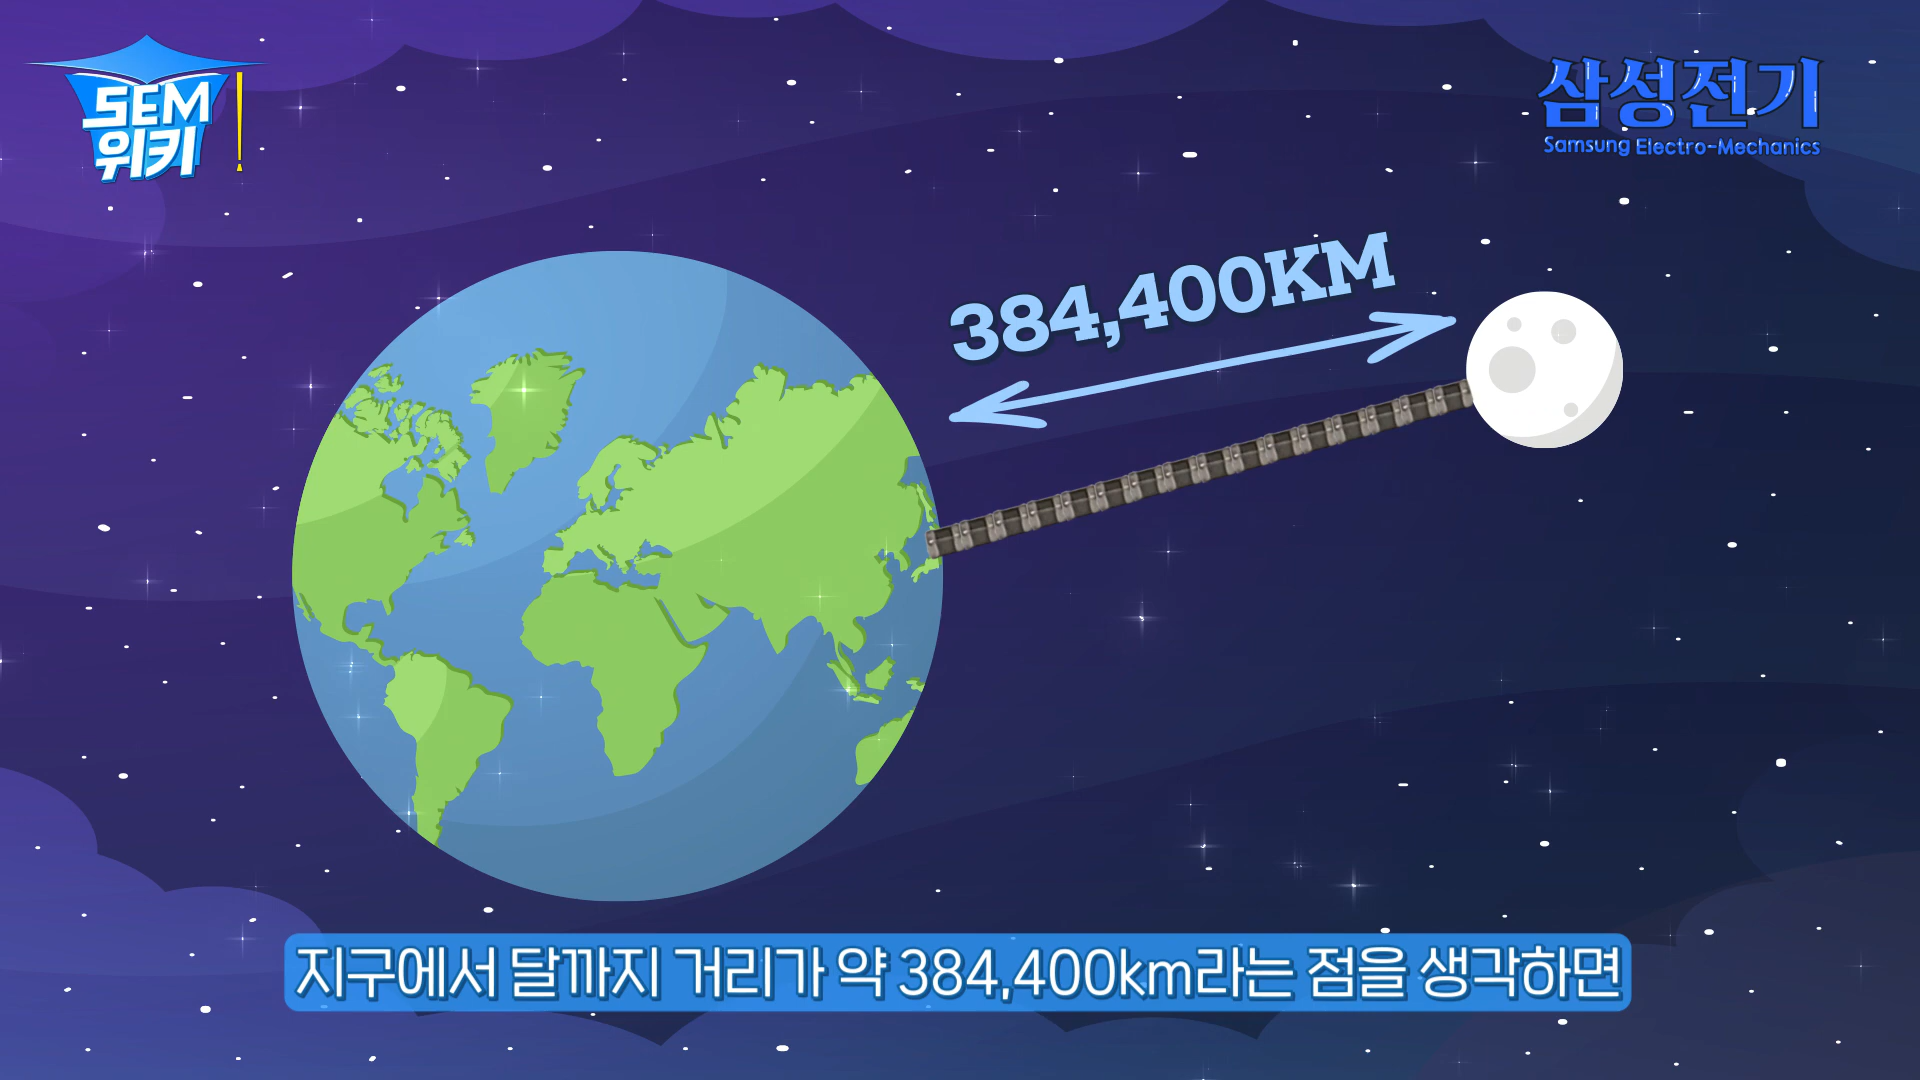 SEM
위키
삼성전기
Samsung Electro-Mechanics
384,400KM
지구에서 달까지 거리가 약 384,400km라는 점을 생각하면